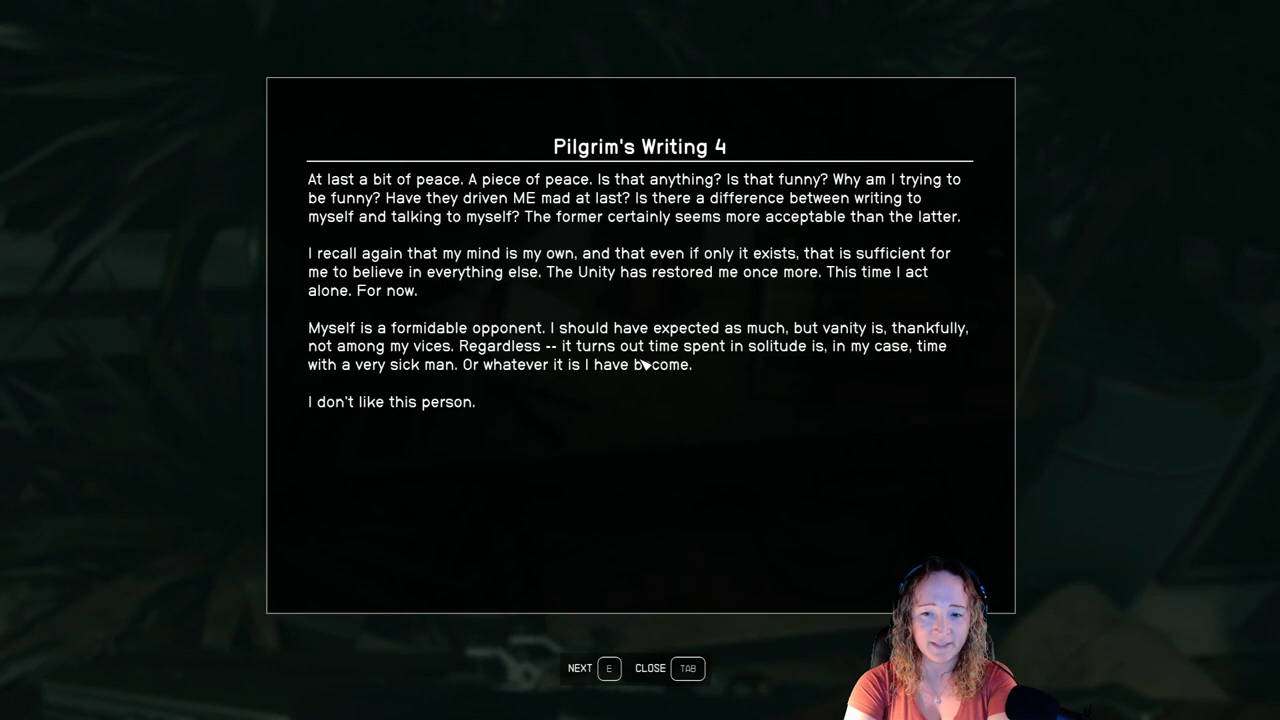 Pilgrim's Writing 4
At last a bit of peace. A piece of peace. Is that anything? Is that funny? Why am I trying to
be funny? Have they driven ME mad at last? Is there a difference between writing to
myself and talking to myself? The former certainly seems more acceptable than the latter.
I recall again that my mind is my own, and that even if only it exists, that is sufficient for
me to believe in everything else. The Unity has restored me once more. This time I act
alone. For now.
Myself is a formidable opponent. I should have expected as much, but vanity is, thankfully,
not among my vices. Regardless -- it turns out time spent in solitude is, in my case, time
with a very sick man. Or whatever it is I have become.
I don't like this person.
NEXT E CLOSE TAB